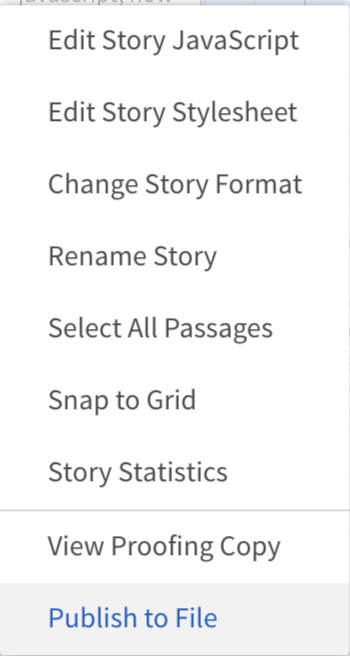 Edit Story JavaScript
Edit Story Stylesheet
Change Story Format
Rename Story
Select All Passages
Snap to Grid
Story Statistics
View Proofing Copy
Publish to File